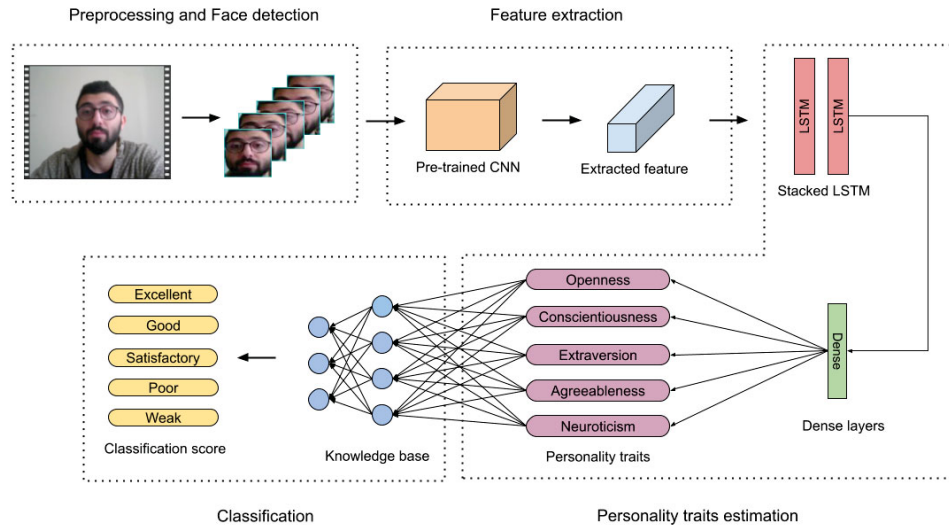 Preprocessing and Face detection
Feature extraction
Pre-trained CNN
Extracted feature
LSTM
LSTM
Stacked LSTM
Excellent
Good
Satisfactory
Poor
Weak
Classification score
Knowledge base
Openness
Conscientiousness
Extraversion
Agreeableness
Neuroticism
Personality traits
Dense
Dense layers
Classification
Personality traits estimation